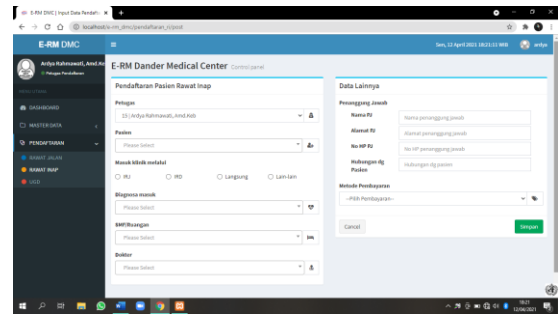 E-RM DMC | Input Data Pendaft
localhost/e-rm_dmc/pendaftaran_ri/post
E-RM DMC
Sen, 12 April 2021 18:21:33 WIB
ardya
Ardya Rahmawati, Amd.Ke
Petugas Pendaftaran
MENU UTAMA
DASHBOARD
MASTER DATA
PENDAFTARAN
RAWAT JALAN
RAWAT INAP
UGD
E-RM Dander Medical Center Control panel
Pendaftaran Pasien Rawat Inap
Petugas
15 | Ardya Rahmawati, Amd.Keb
Pasien
Please Select
Masuk klinik melalui
IRJ
IRD
Langsung
Lain-lain
Diagnosa masuk
Please Select
SMF/Ruangan
Please Select
Dokter
Please Select
Data Lainnya
Penanggung Jawab
Nama PJ
Nama penanggung jawab
Alamat PJ
Alamat penanggung jawab
No HP PJ
No HP penanggung jawab
Hubungan dg
Pasien
Hubungan dg pasien
Metode Pembayaran
--Pilih Pembayaran--
Cancel
Simpan
18:21
12/04/2021